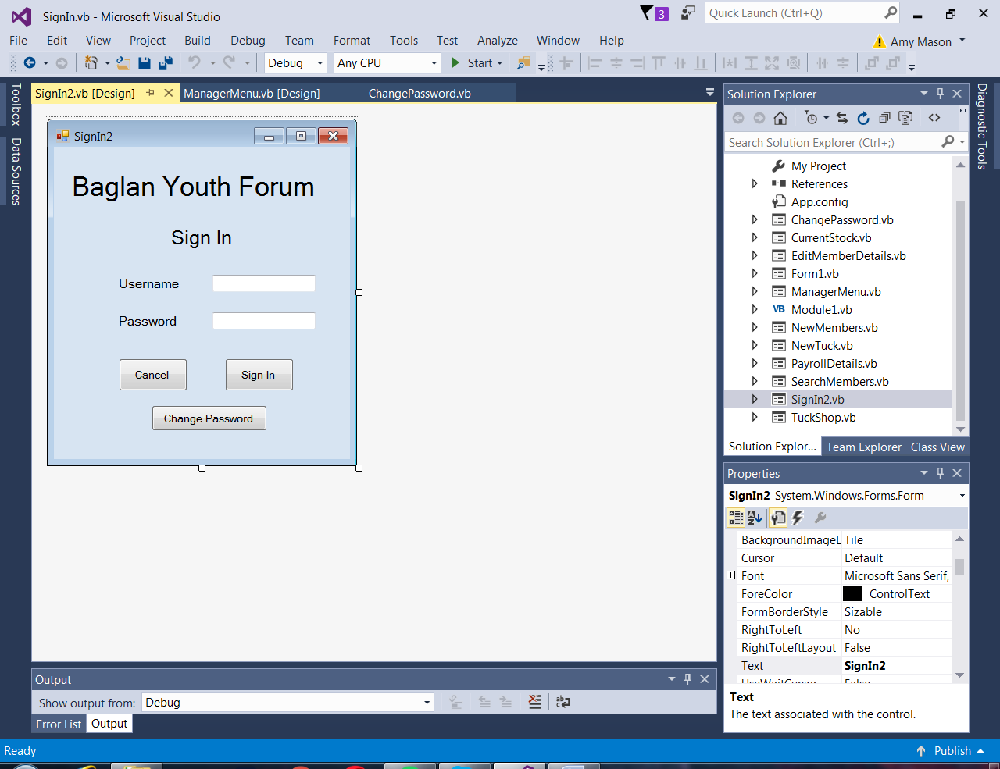 SignIn.vb - Microsoft Visual Studio
3
Quick Launch (Ctrl+Q)
File Edit View Project Build Debug Team Format Tools Test Analyze Window Help
Amy Mason
Debug Any CPU Start
Toolbox
Data Sources
SignIn2.vb [Design] ManagerMenu.vb [Design] ChangePassword.vb
SignIn2
Baglan Youth Forum
Sign In
Username
Password
Cancel Sign In
Change Password
Solution Explorer
Search Solution Explorer (Ctrl+;)
My Project
References
App.config
ChangePassword.vb
CurrentStock.vb
EditMemberDetails.vb
Form1.vb
ManagerMenu.vb
VB Module1.vb
NewMembers.vb
NewTuck.vb
PayrollDetails.vb
SearchMembers.vb
SignIn2.vb
TuckShop.vb
Solution Explor... Team Explorer Class View
Diagnostic Tools
Properties
SignIn2 System.Windows.Forms.Form
BackgroundImageL Tile
Cursor Default
Font Microsoft Sans Serif,
ForeColor ControlText
FormBorderStyle Sizable
RightToLeft No
RightToLeftLayout False
Text SignIn2
UseWaitCursor False
Text
The text associated with the control.
Output
Show output from: Debug
Error List Output
Ready
Publish